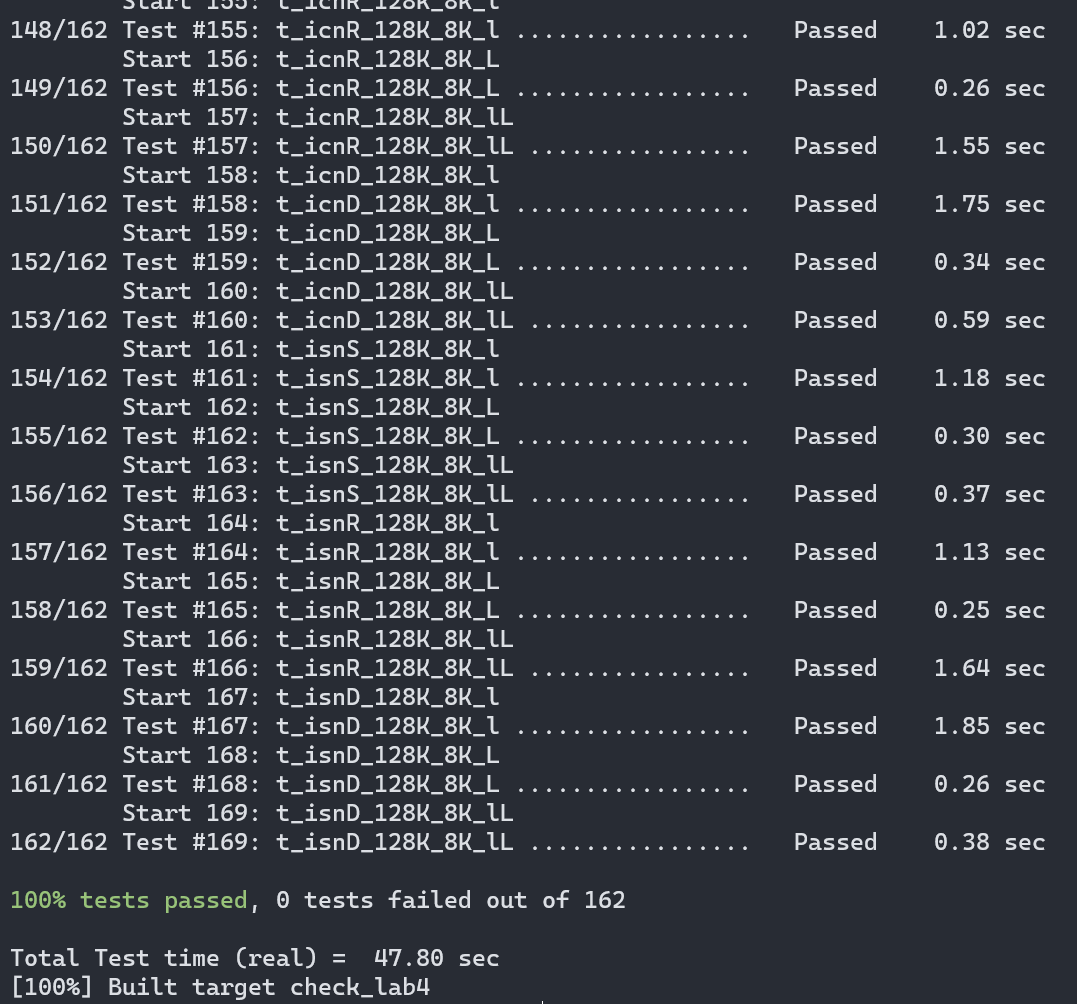 Start 155: t_icnR_128K_8K_l
148/162 Test #155: t_icnR_128K_8K_l ................. Passed 1.02 sec
Start 156: t_icnR_128K_8K_L
149/162 Test #156: t_icnR_128K_8K_L ................. Passed 0.26 sec
Start 157: t_icnR_128K_8K_lL
150/162 Test #157: t_icnR_128K_8K_lL ................ Passed 1.55 sec
Start 158: t_icnD_128K_8K_l
151/162 Test #158: t_icnD_128K_8K_l ................. Passed 1.75 sec
Start 159: t_icnD_128K_8K_L
152/162 Test #159: t_icnD_128K_8K_L ................. Passed 0.34 sec
Start 160: t_icnD_128K_8K_lL
153/162 Test #160: t_icnD_128K_8K_lL ................ Passed 0.59 sec
Start 161: t_isnS_128K_8K_l
154/162 Test #161: t_isnS_128K_8K_l ................. Passed 1.18 sec
Start 162: t_isnS_128K_8K_L
155/162 Test #162: t_isnS_128K_8K_L ................. Passed 0.30 sec
Start 163: t_isnS_128K_8K_lL
156/162 Test #163: t_isnS_128K_8K_lL ................ Passed 0.37 sec
Start 164: t_isnR_128K_8K_l
157/162 Test #164: t_isnR_128K_8K_l ................. Passed 1.13 sec
Start 165: t_isnR_128K_8K_L
158/162 Test #165: t_isnR_128K_8K_L ................. Passed 0.25 sec
Start 166: t_isnR_128K_8K_lL
159/162 Test #166: t_isnR_128K_8K_lL ................ Passed 1.64 sec
Start 167: t_isnD_128K_8K_l
160/162 Test #167: t_isnD_128K_8K_l ................. Passed 1.85 sec
Start 168: t_isnD_128K_8K_L
161/162 Test #168: t_isnD_128K_8K_L ................. Passed 0.26 sec
Start 169: t_isnD_128K_8K_lL
162/162 Test #169: t_isnD_128K_8K_lL ................ Passed 0.38 sec
100% tests passed, 0 tests failed out of 162
Total Test time (real) = 47.80 sec
[100%] Built target check_lab4